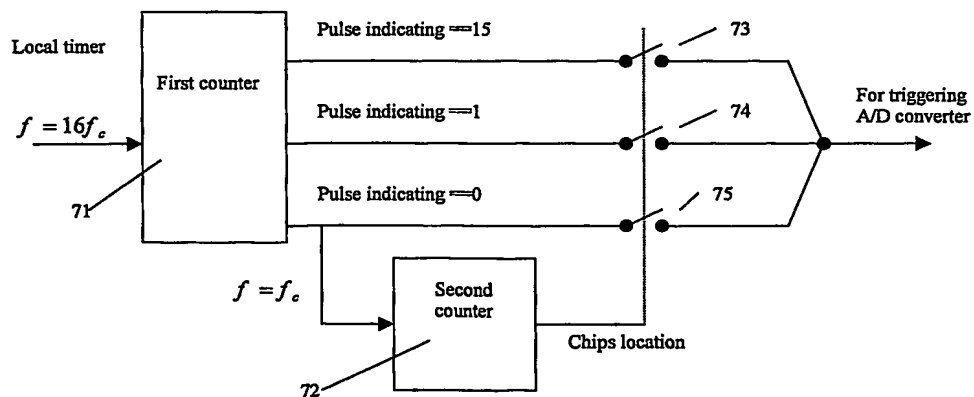 Local timer
f = 16f_c
First counter
71
Pulse indicating ==15
Pulse indicating ==1
Pulse indicating ==0
73
74
75
For triggering
A/D converter
f = f_c
Second
counter
72
Chips location